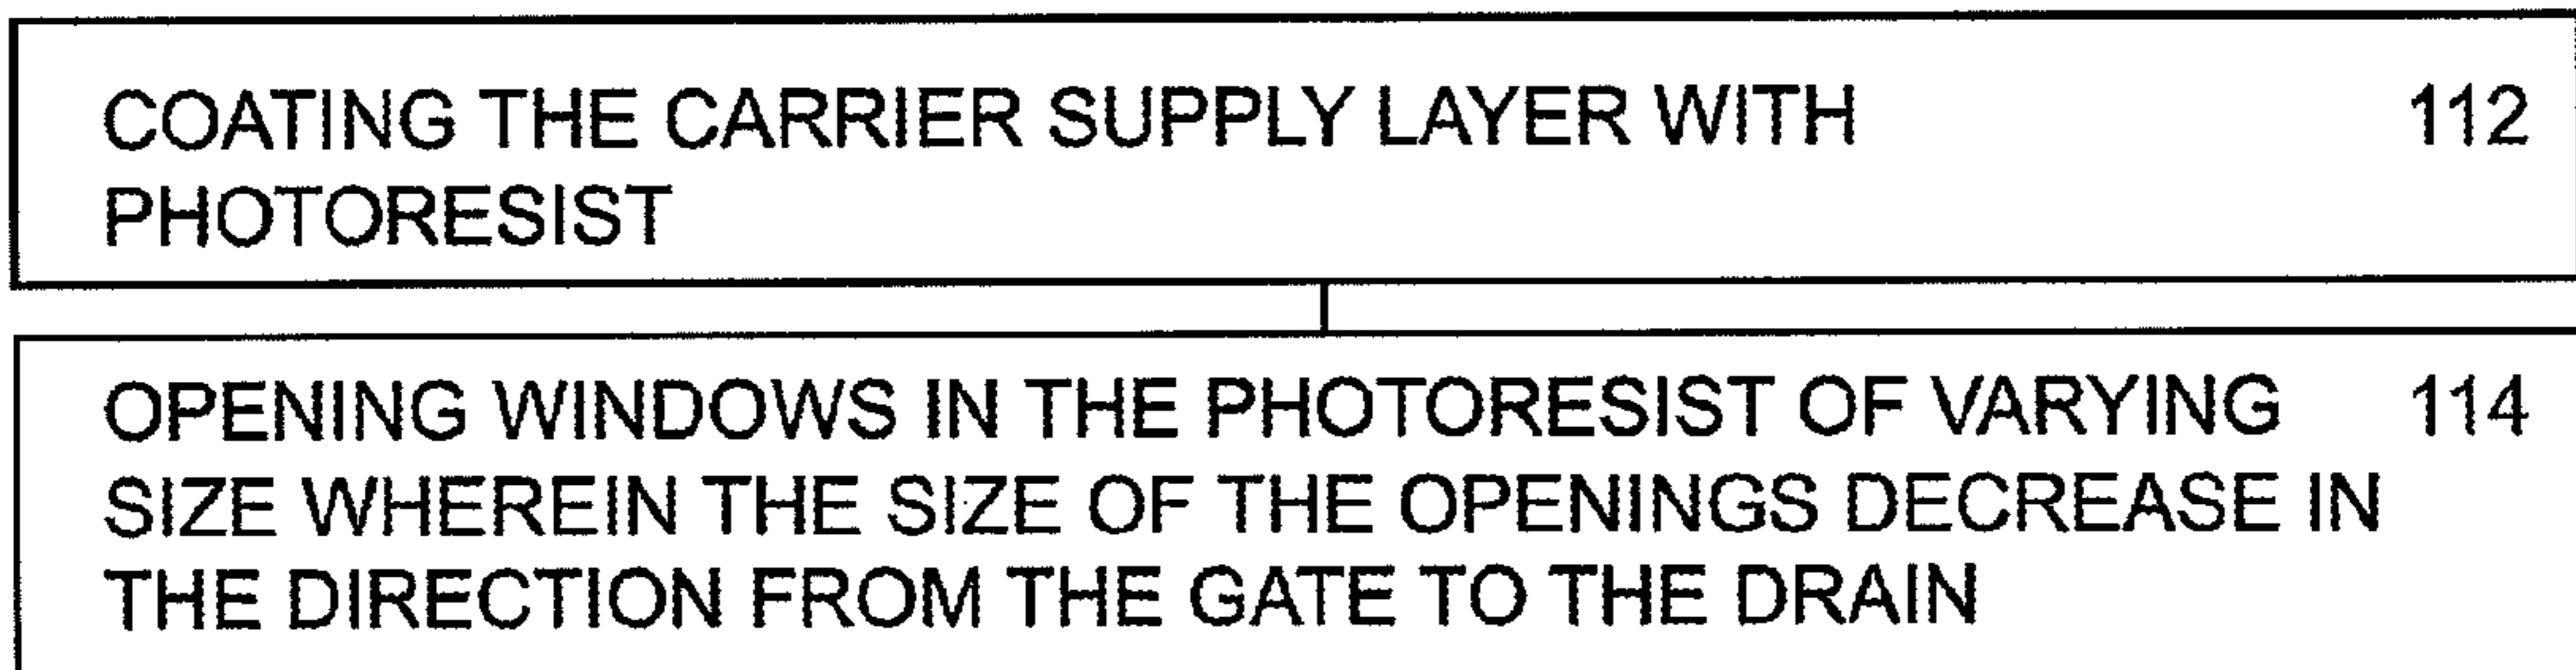 COATING THE CARRIER SUPPLY LAYER WITH 112
PHOTORESIST
OPENING WINDOWS IN THE PHOTORESIST OF VARYING 114
SIZE WHEREIN THE SIZE OF THE OPENINGS DECREASE IN
THE DIRECTION FROM THE GATE TO THE DRAIN